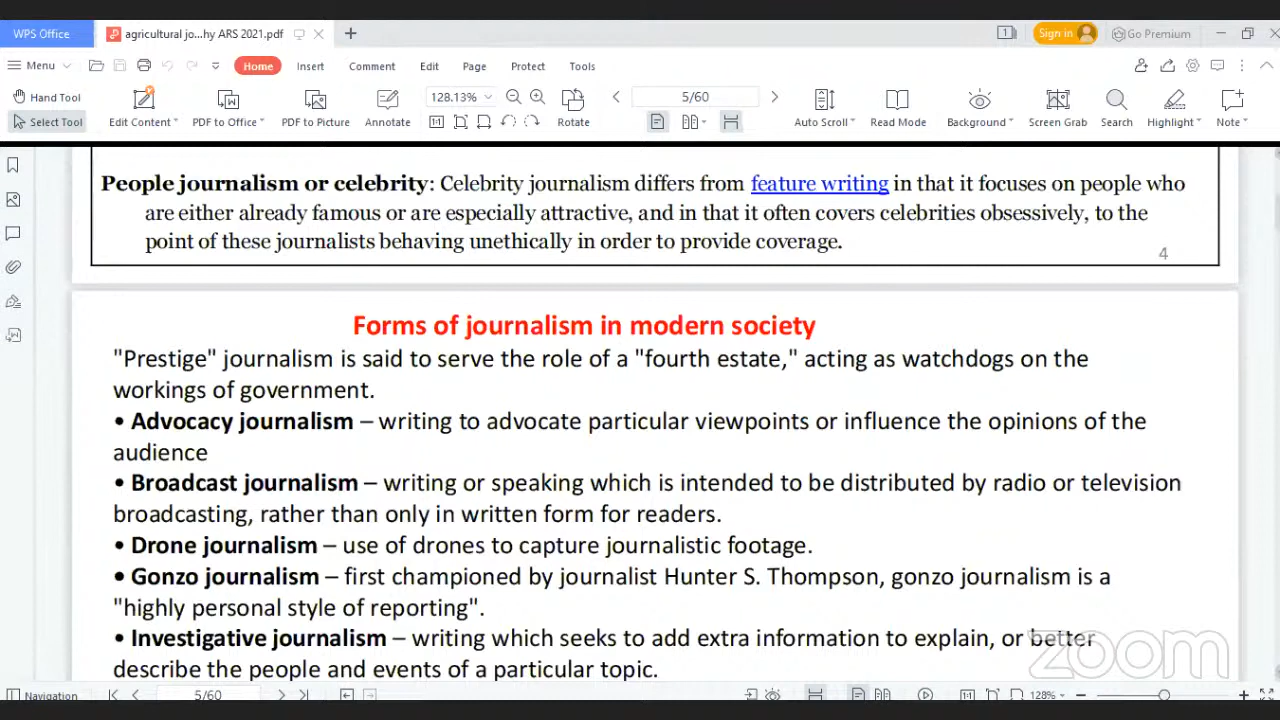 WPS Office
agricultural jo...hy ARS 2021.pdf
1
Sign in
Go Premium
Menu
Home
Insert
Comment
Edit
Page
Protect
Tools
Hand Tool
Select Tool
Edit Content
PDF to Office
PDF to Picture
Annotate
128.13%
Rotate
5/60
Auto Scroll
Read Mode
Background
Screen Grab
Search
Highlight
Note
People journalism or celebrity: Celebrity journalism differs from feature writing in that it focuses on people who
are either already famous or are especially attractive, and in that it often covers celebrities obsessively, to the
point of these journalists behaving unethically in order to provide coverage.
4
Forms of journalism in modern society
"Prestige" journalism is said to serve the role of a "fourth estate," acting as watchdogs on the
workings of government.
• Advocacy journalism – writing to advocate particular viewpoints or influence the opinions of the
audience
• Broadcast journalism – writing or speaking which is intended to be distributed by radio or television
broadcasting, rather than only in written form for readers.
• Drone journalism – use of drones to capture journalistic footage.
• Gonzo journalism – first championed by journalist Hunter S. Thompson, gonzo journalism is a
"highly personal style of reporting".
• Investigative journalism – writing which seeks to add extra information to explain, or better
describe the people and events of a particular topic.
zoom
Navigation
5/60
128%